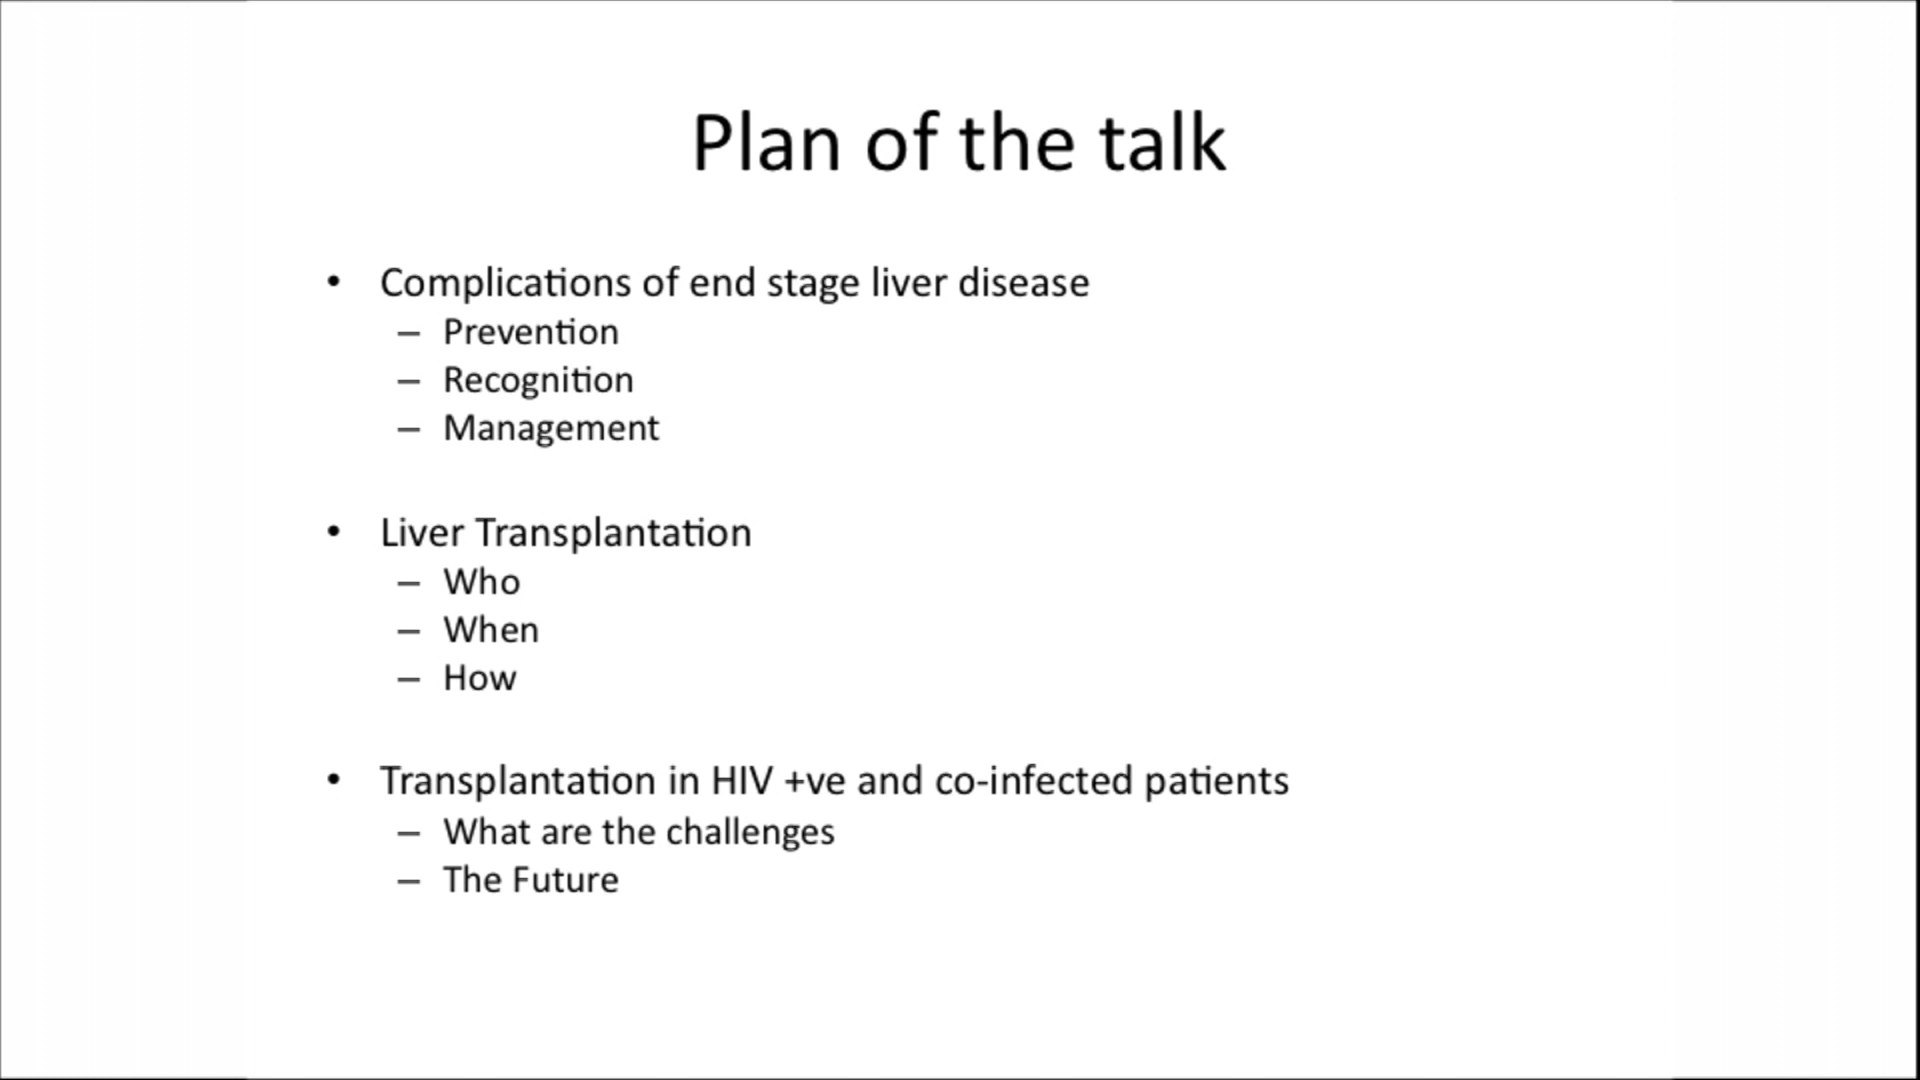 Plan of the talk
• Complications of end stage liver disease
– Prevention
– Recognition
– Management
• Liver Transplantation
– Who
– When
– How
• Transplantation in HIV +ve and co-infected patients
– What are the challenges
– The Future